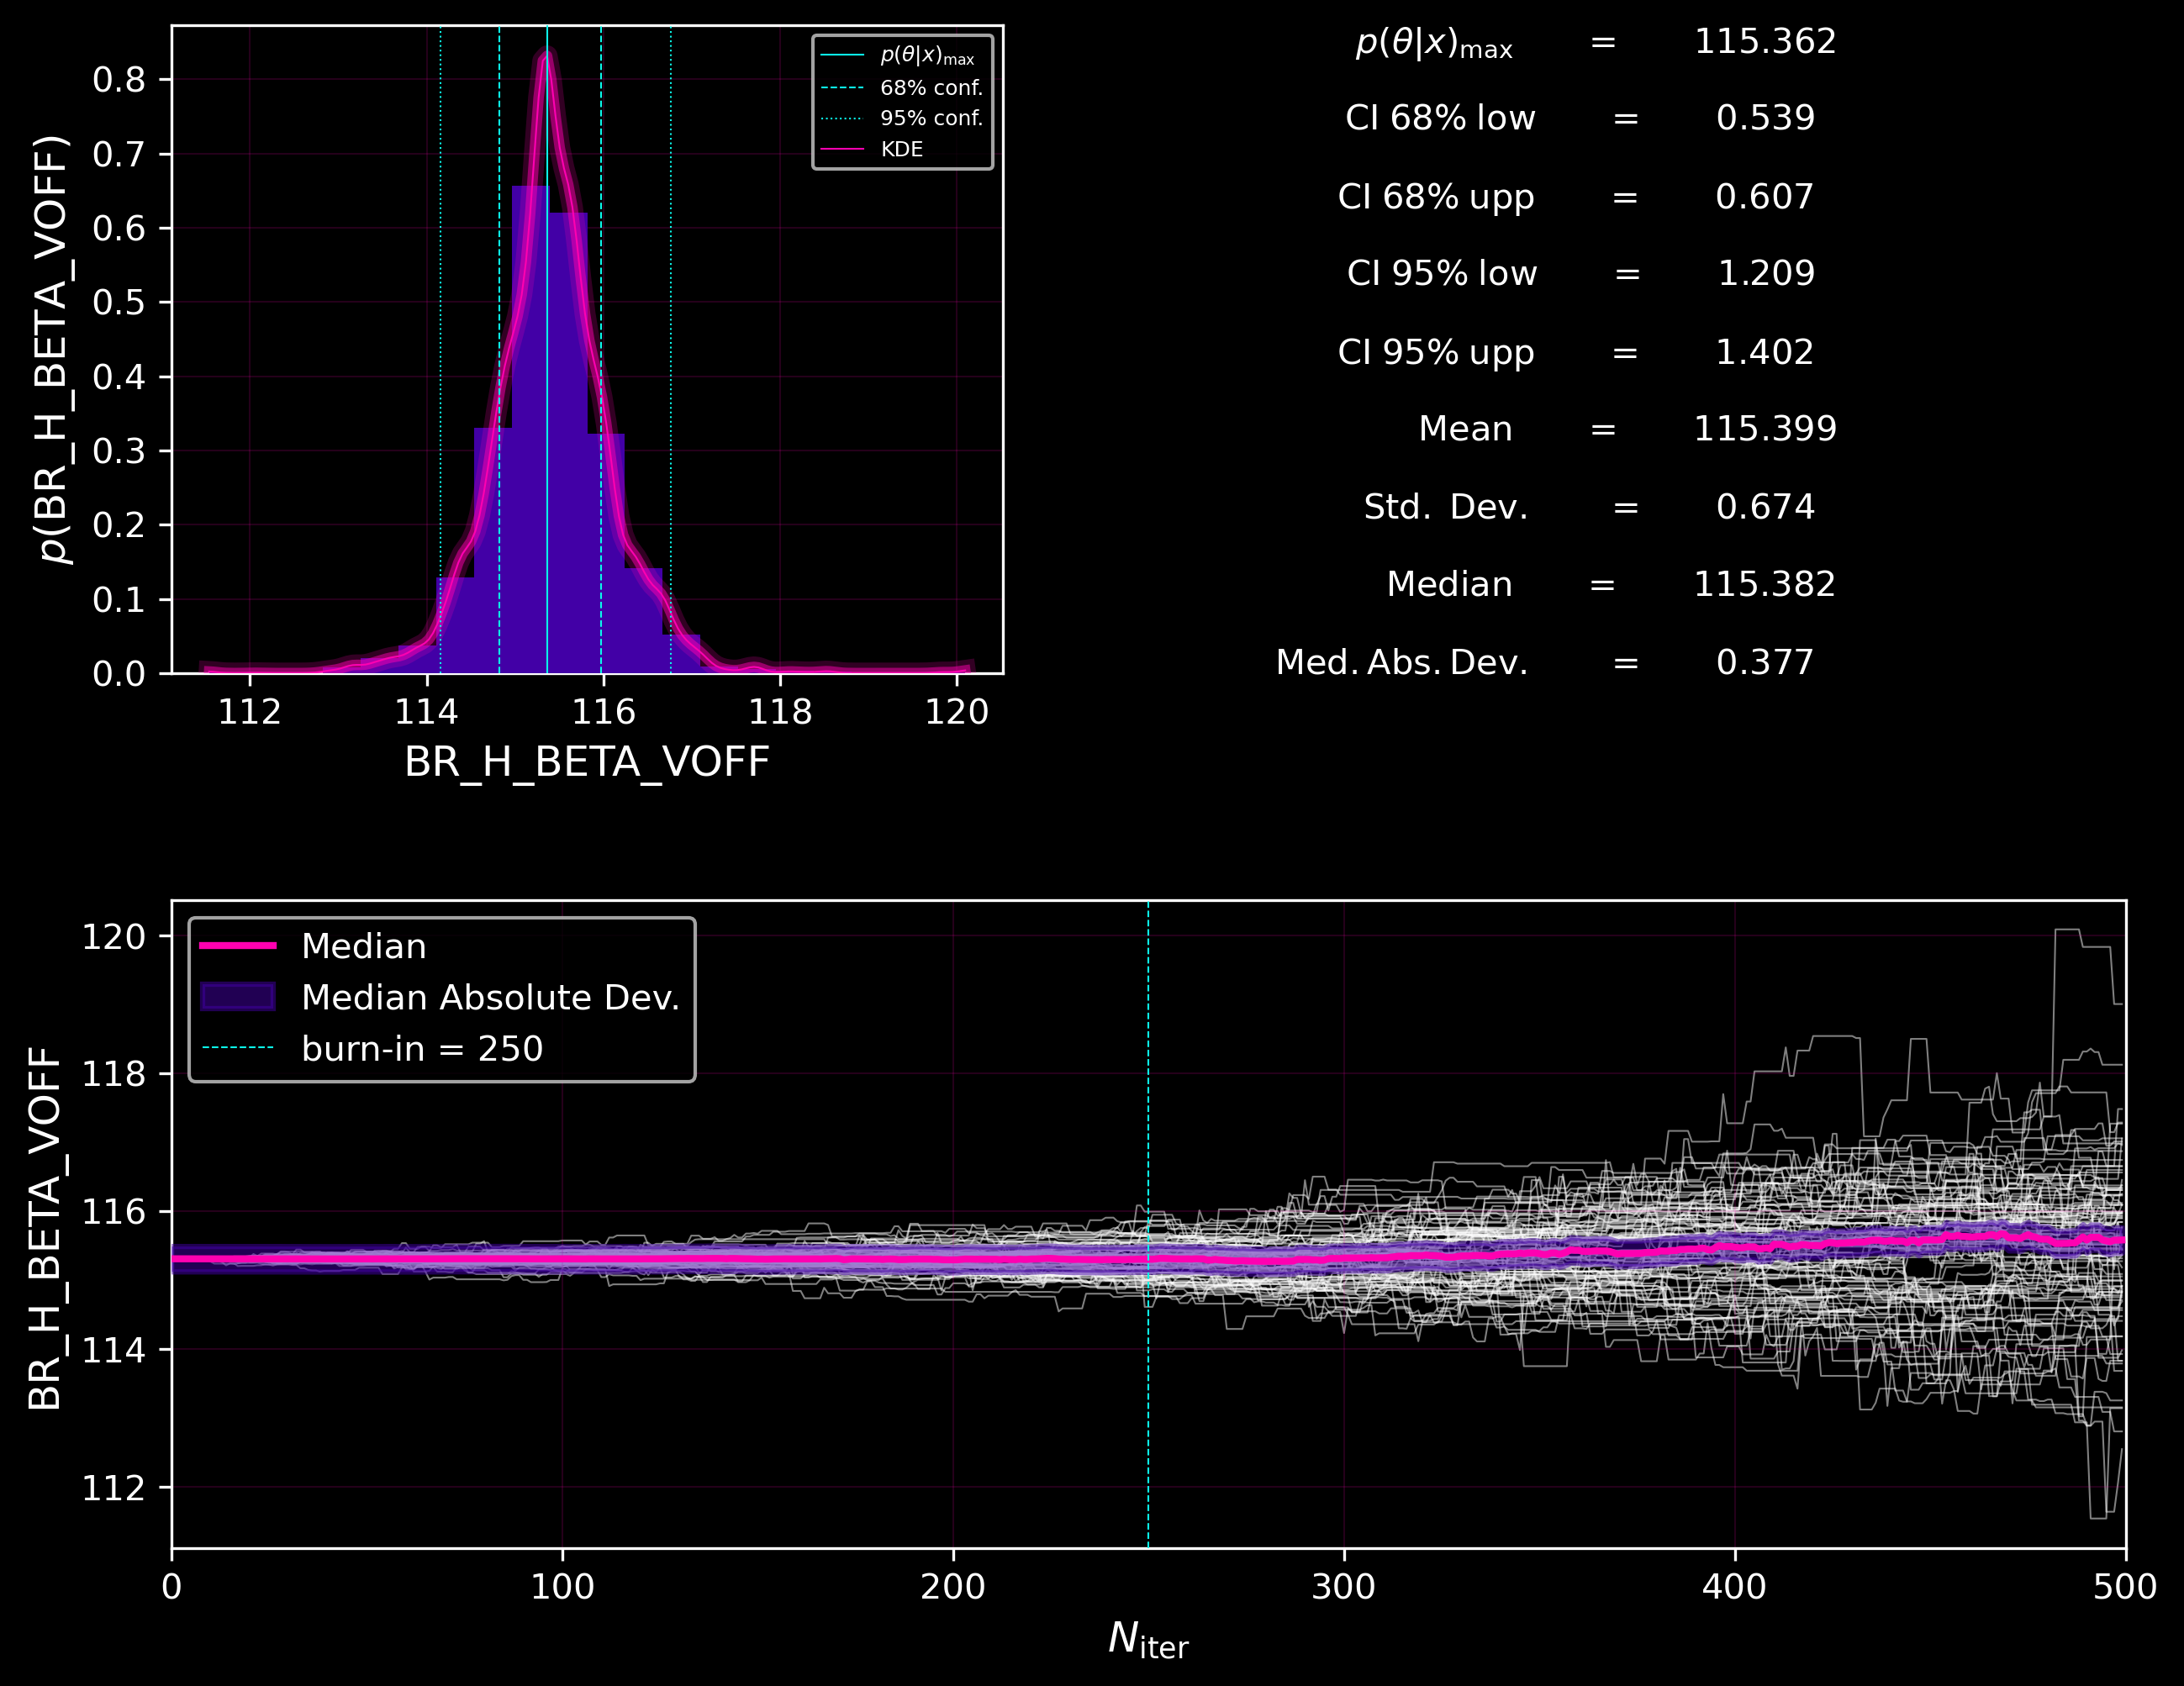 p(θ|x)max = 115.362
CI 68% low = 0.539
CI 68% upp = 0.607
CI 95% low = 1.209
CI 95% upp = 1.402
Mean = 115.399
Std. Dev. = 0.674
Median = 115.382
Med. Abs. Dev. = 0.377
p(θ|x)max
68% conf.
95% conf.
KDE
p(BR_H_BETA_VOFF)
0.8
0.7
0.6
0.5
0.4
0.3
0.2
0.1
0.0
112 114 116 118 120
BR_H_BETA_VOFF
Median
Median Absolute Dev.
burn-in = 250
BR_H_BETA_VOFF
120
118
116
114
112
0 100 200 300 400 500
Niter